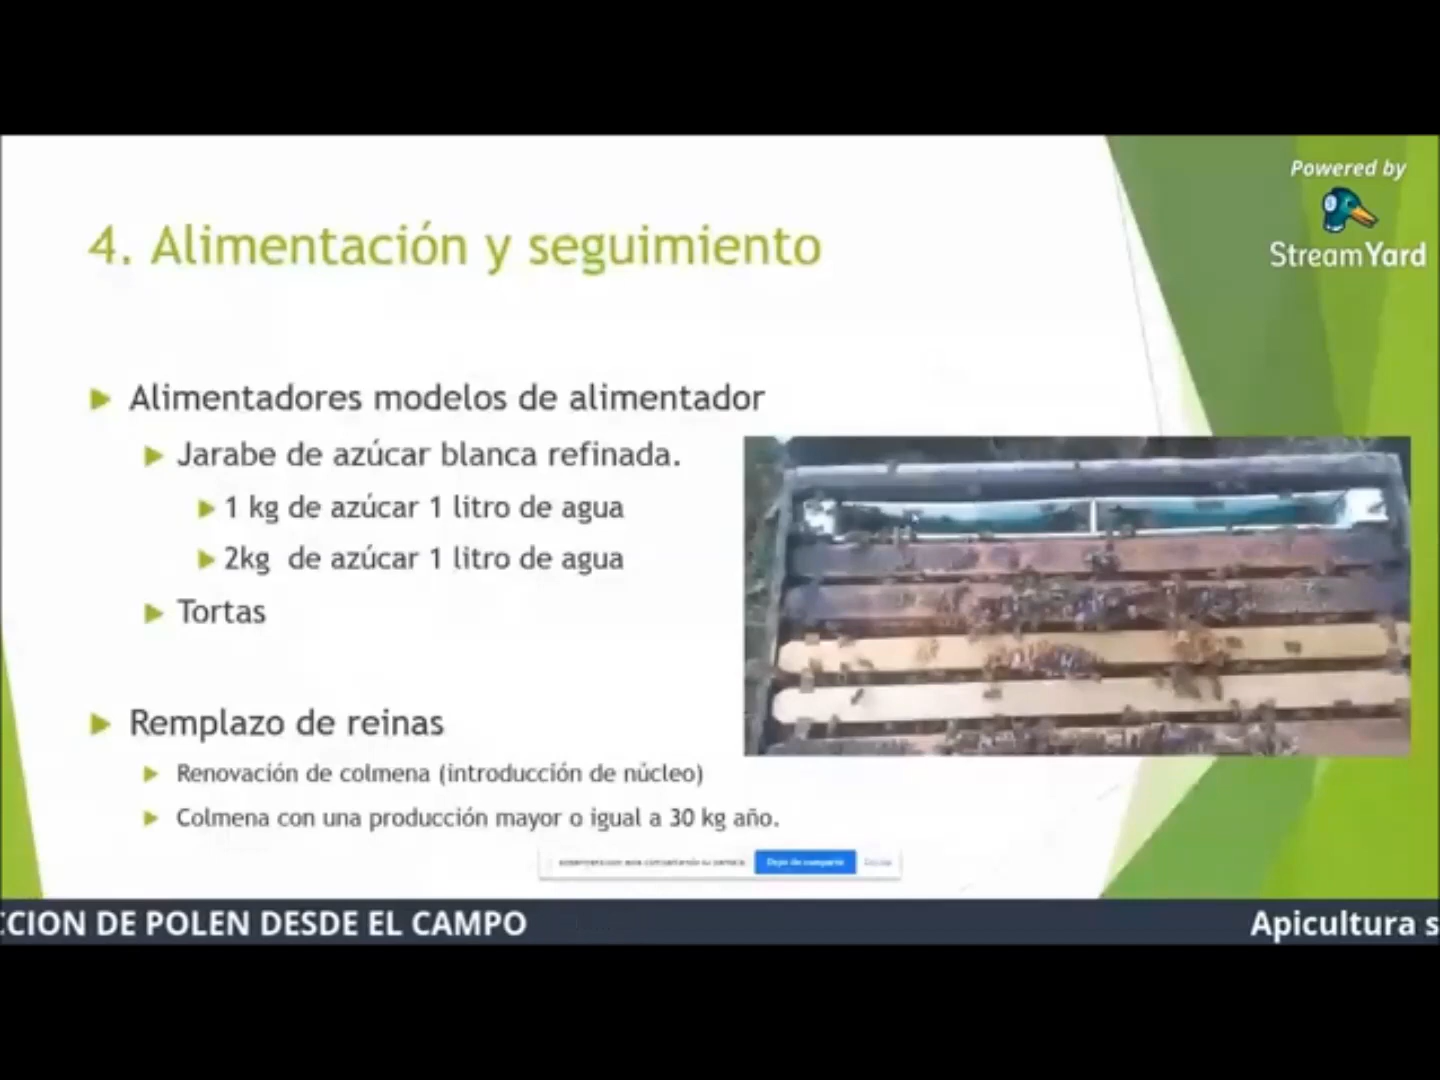 Powered by
StreamYard
4. Alimentación y seguimiento
Alimentadores modelos de alimentador
Jarabe de azúcar blanca refinada.
1 kg de azúcar 1 litro de agua
2kg de azúcar 1 litro de agua
Tortas
Remplazo de reinas
Renovación de colmena (introducción de núcleo)
Colmena con una producción mayor o igual a 30 kg año.
CCION DE POLEN DESDE EL CAMPO
Apicultura s